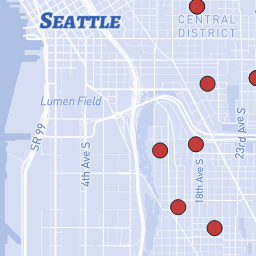 SEATTLE
CENTRAL
DISTRICT
Lumen Field
SR 99
4th Ave S
18th Ave S
23rd Ave S